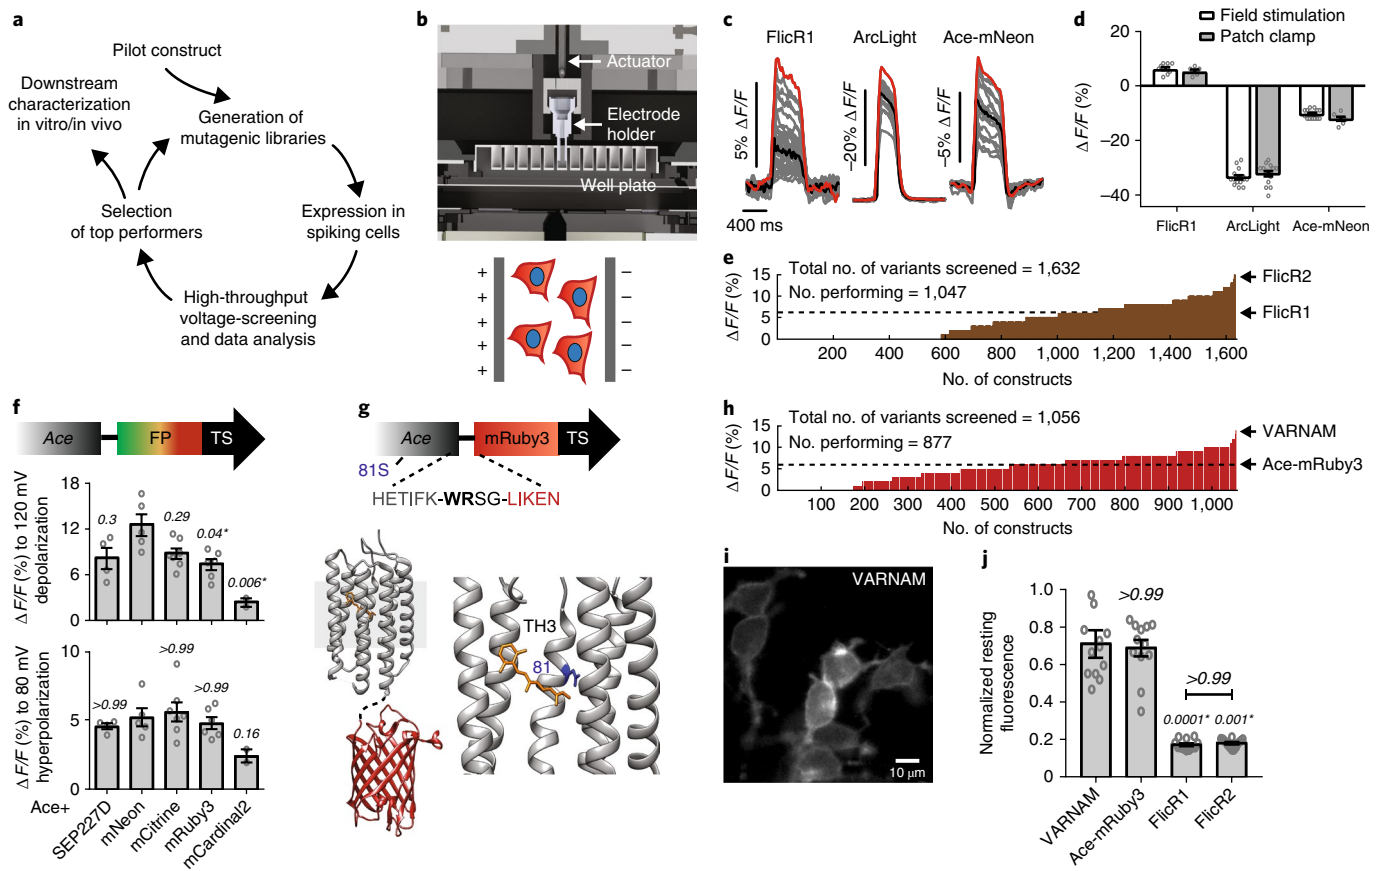 a
Pilot construct
Downstream
characterization
in vitro/in vivo
Generation of
mutagenic libraries
Selection
of top performers
Expression in
spiking cells
High-throughput
voltage-screening
and data analysis
b
Actuator
Electrode
holder
Well plate
+ −
+ −
+ −
+ −
+ −
c
FlicR1 ArcLight Ace-mNeon
5% ΔF/F
−20% ΔF/F
−5% ΔF/F
400 ms
d
Field stimulation
Patch clamp
ΔF/F (%)
20
0
−20
−40
FlicR1 ArcLight Ace-mNeon
e
Total no. of variants screened = 1,632
No. performing = 1,047
ΔF/F (%)
15
10
5
0
FlicR2
FlicR1
200 400 600 800 1,000 1,200 1,400 1,600
No. of constructs
f
Ace FP TS
ΔF/F (%) to 120 mV
depolarization
18
12
6
0
0.3 0.29 0.04* 0.006*
ΔF/F (%) to 80 mV
hyperpolarization
10
5
0
>0.99 >0.99 >0.99 0.16
Ace+
SEP227D mNeon mCitrine mRuby3 mCardinal2
g
Ace mRuby3 TS
81S
HETIFK-WRSG-LIKEN
TH3
81
h
Total no. of variants screened = 1,056
No. performing = 877
ΔF/F (%)
15
10
5
0
VARNAM
Ace-mRuby3
100 200 300 400 500 600 700 800 900 1,000
No. of constructs
i
VARNAM
10 μm
j
Normalized resting
fluorescence
1.0
0.8
0.6
0.4
0.2
0
>0.99
>0.99
0.0001* 0.001*
VARNAM Ace-mRuby3 FlicR1 FlicR2